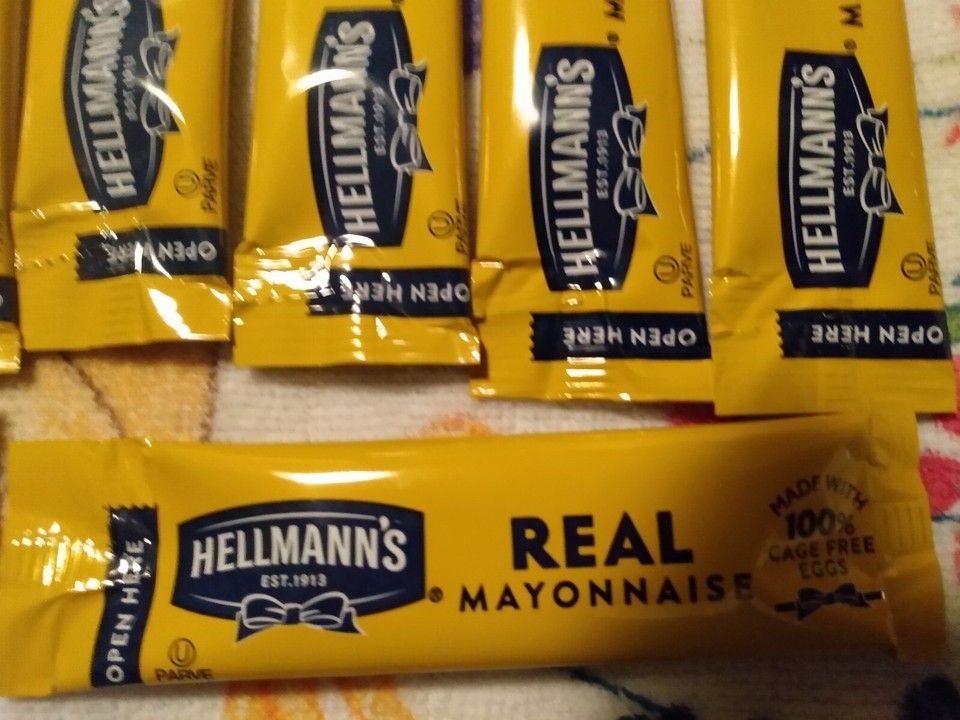 HELLMANN'S
EST.1913
U
PARVE
OPEN HERE
HELLMANN'S
EST.1913
U
PARVE
OPEN HERE
HELLMANN'S
EST.1913
® M
U
PARVE
OPEN HERE
HELLMANN'S
EST.1913
® M
U
PARVE
OPEN HERE
OPEN HERE
HELLMANN'S
EST.1913
®
U
PARVE
REAL
MAYONNAISE
MADE WITH
100%
CAGE FREE
EGGS